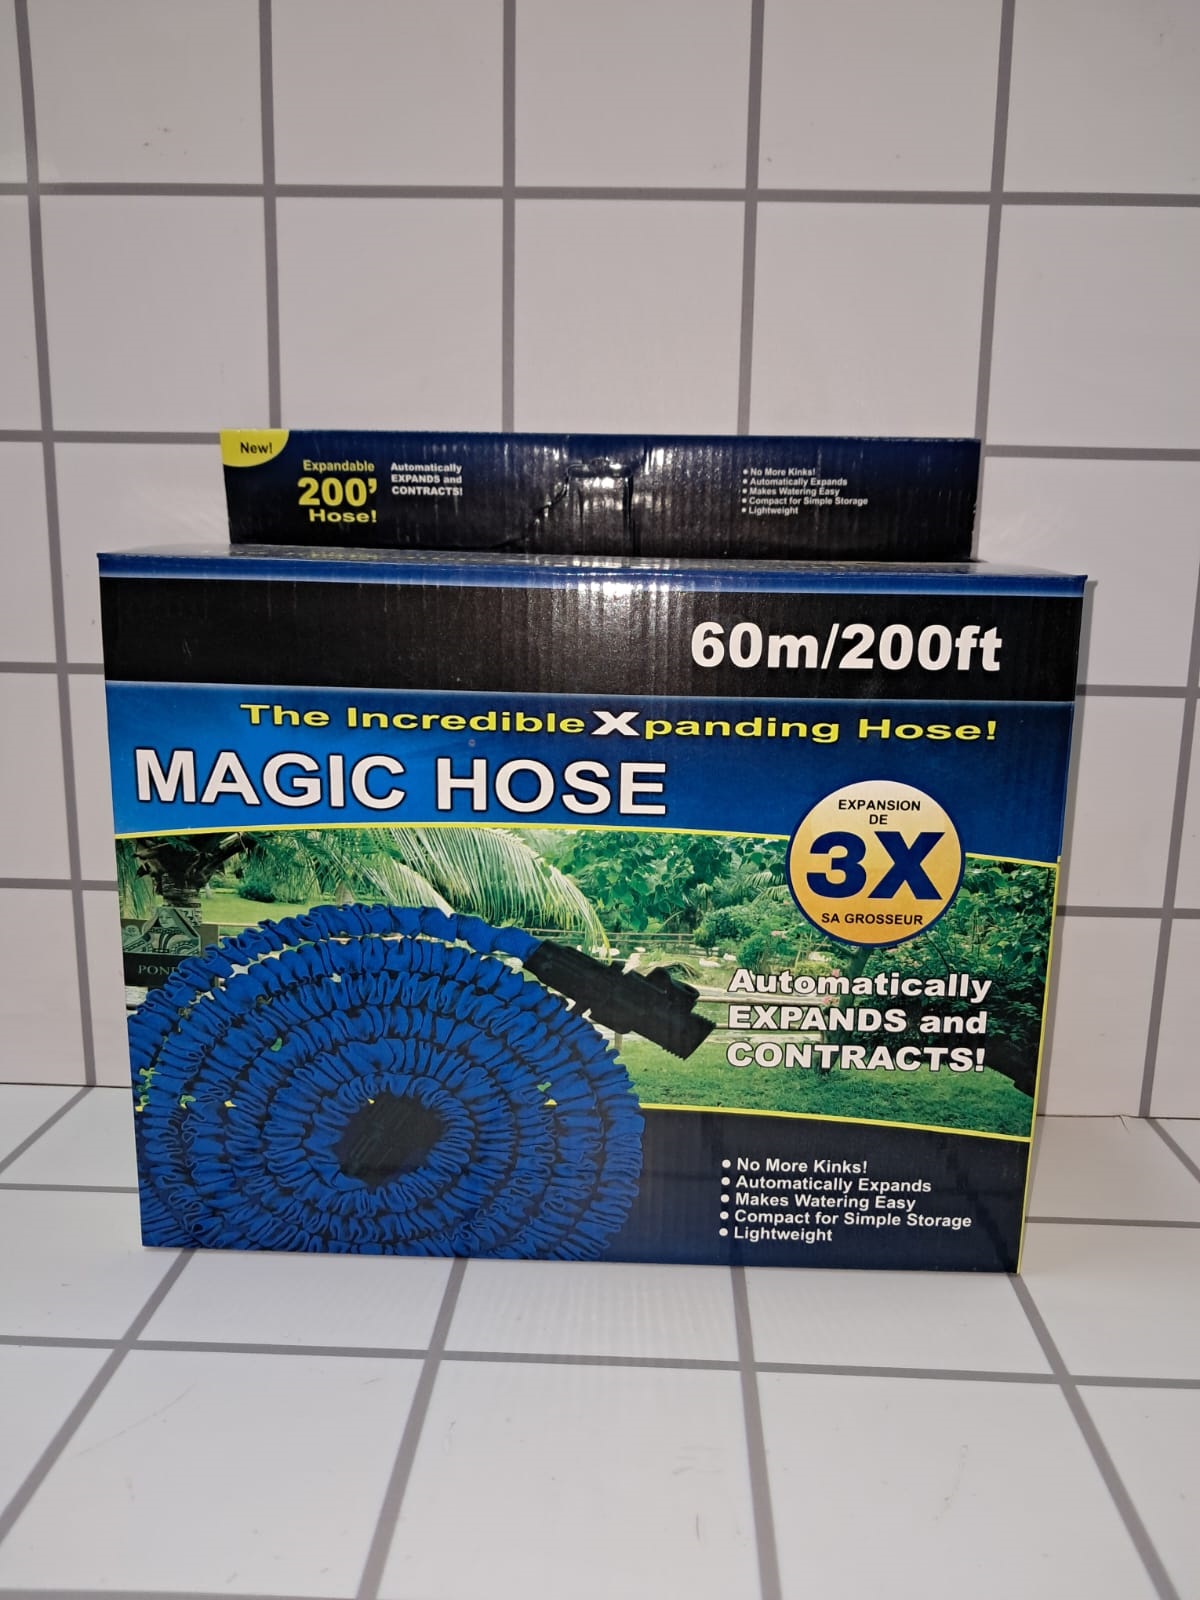 New!
Expandable
200'
Hose!
Automatically
EXPANDS and
CONTRACTS!
• No More Kinks!
• Automatically Expands
• Makes Watering Easy
• Compact for Simple Storage
• Lightweight
60m/200ft
The Incredible Xpanding Hose!
MAGIC HOSE
EXPANSION
DE
3X
SA GROSSEUR
Automatically
EXPANDS and
CONTRACTS!
• No More Kinks!
• Automatically Expands
• Makes Watering Easy
• Compact for Simple Storage
• Lightweight